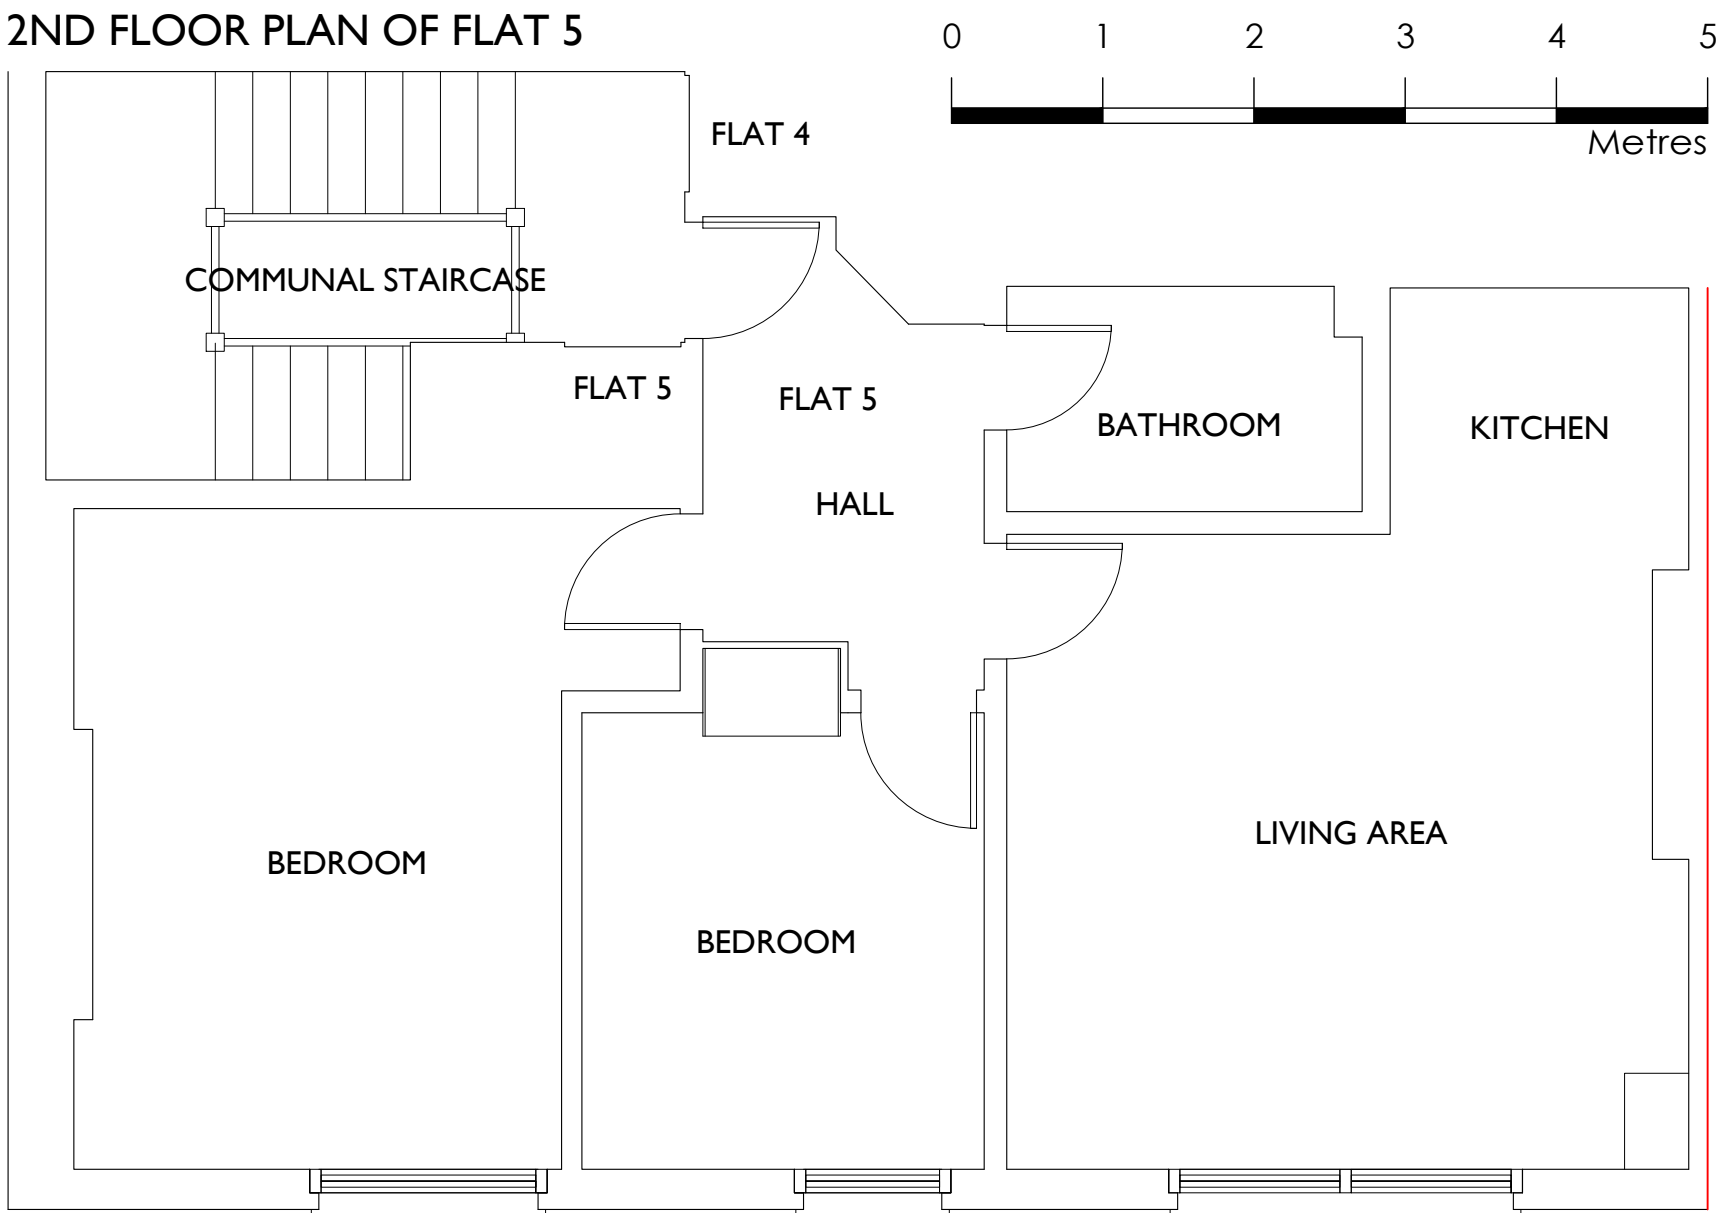 2ND FLOOR PLAN OF FLAT 5
0 1 2 3 4 5
Metres
FLAT 4
COMMUNAL STAIRCASE
FLAT 5
FLAT 5
BATHROOM
KITCHEN
HALL
LIVING AREA
BEDROOM
BEDROOM